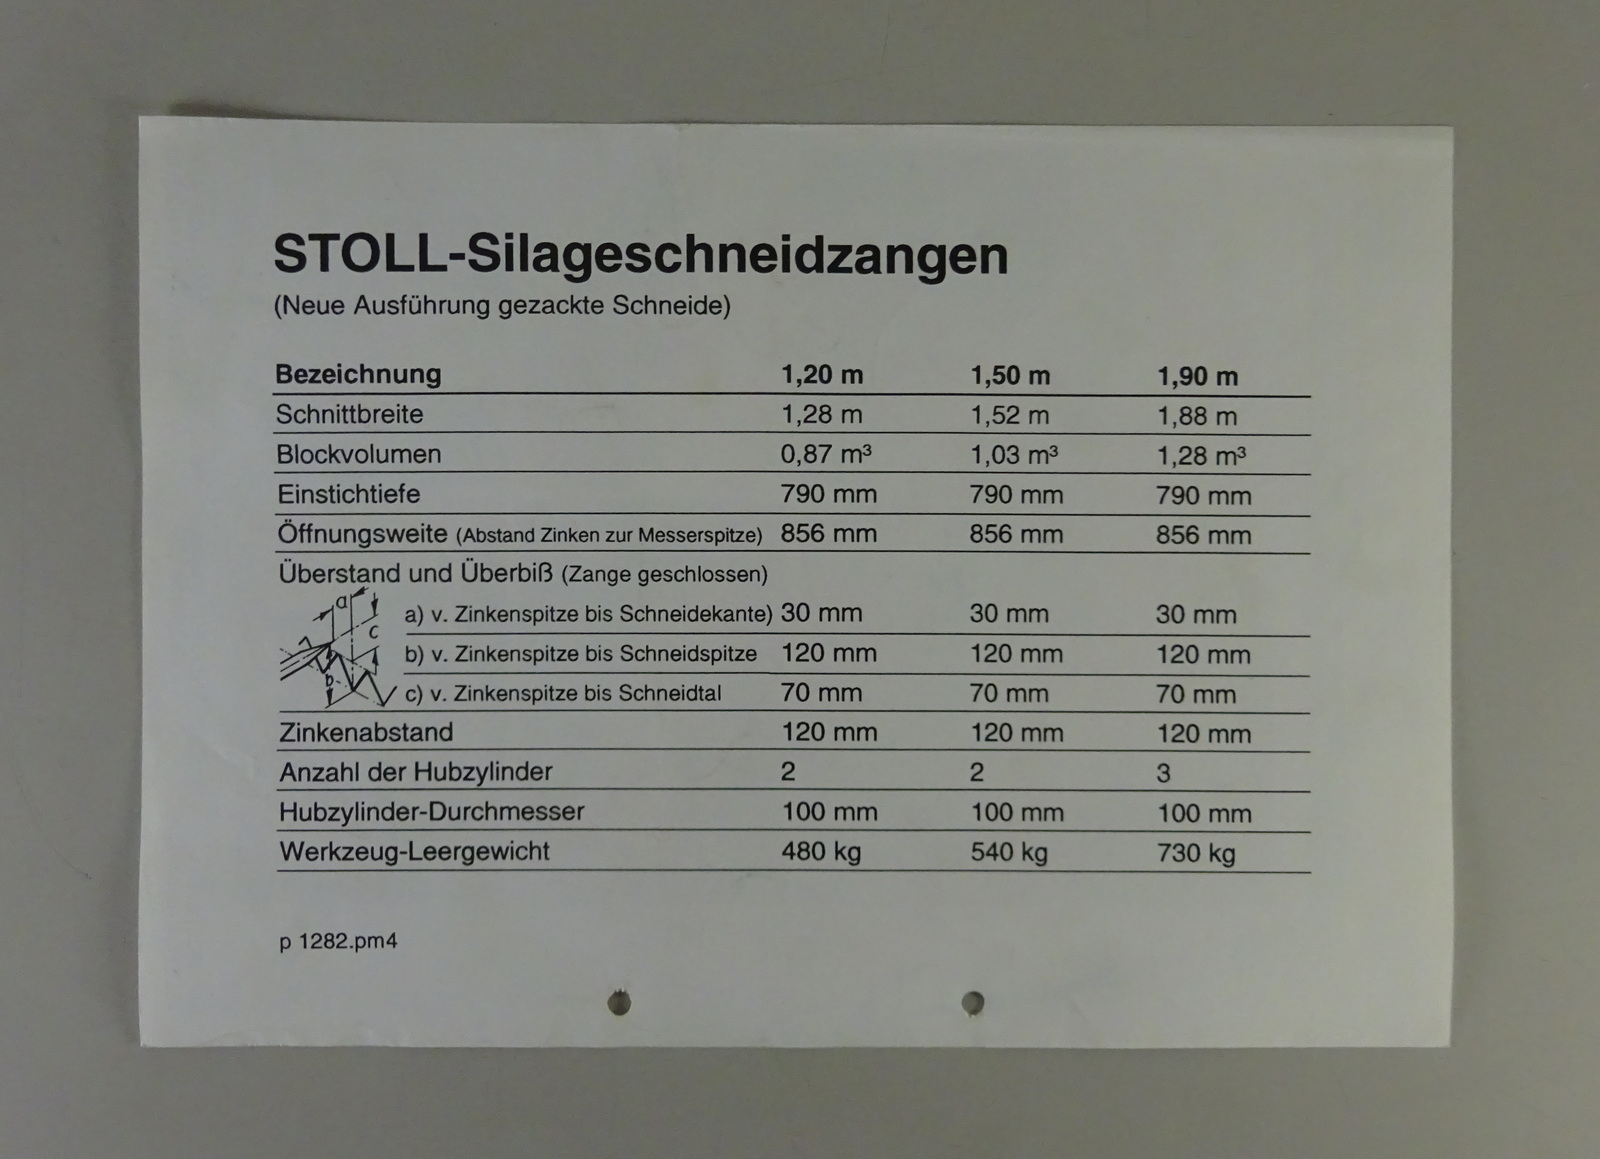 STOLL-Silageschneidzangen
(Neue Ausführung gezackte Schneide)
Bezeichnung 1,20 m 1,50 m 1,90 m
Schnittbreite 1,28 m 1,52 m 1,88 m
Blockvolumen 0,87 m³ 1,03 m³ 1,28 m³
Einstichtiefe 790 mm 790 mm 790 mm
Öffnungsweite (Abstand Zinken zur Messerspitze) 856 mm 856 mm 856 mm
Überstand und Überbiß (Zange geschlossen)
a
c
b
a) v. Zinkenspitze bis Schneidekante) 30 mm 30 mm 30 mm
b) v. Zinkenspitze bis Schneidspitze 120 mm 120 mm 120 mm
c) v. Zinkenspitze bis Schneidtal 70 mm 70 mm 70 mm
Zinkenabstand 120 mm 120 mm 120 mm
Anzahl der Hubzylinder 2 2 3
Hubzylinder-Durchmesser 100 mm 100 mm 100 mm
Werkzeug-Leergewicht 480 kg 540 kg 730 kg
p 1282.pm4